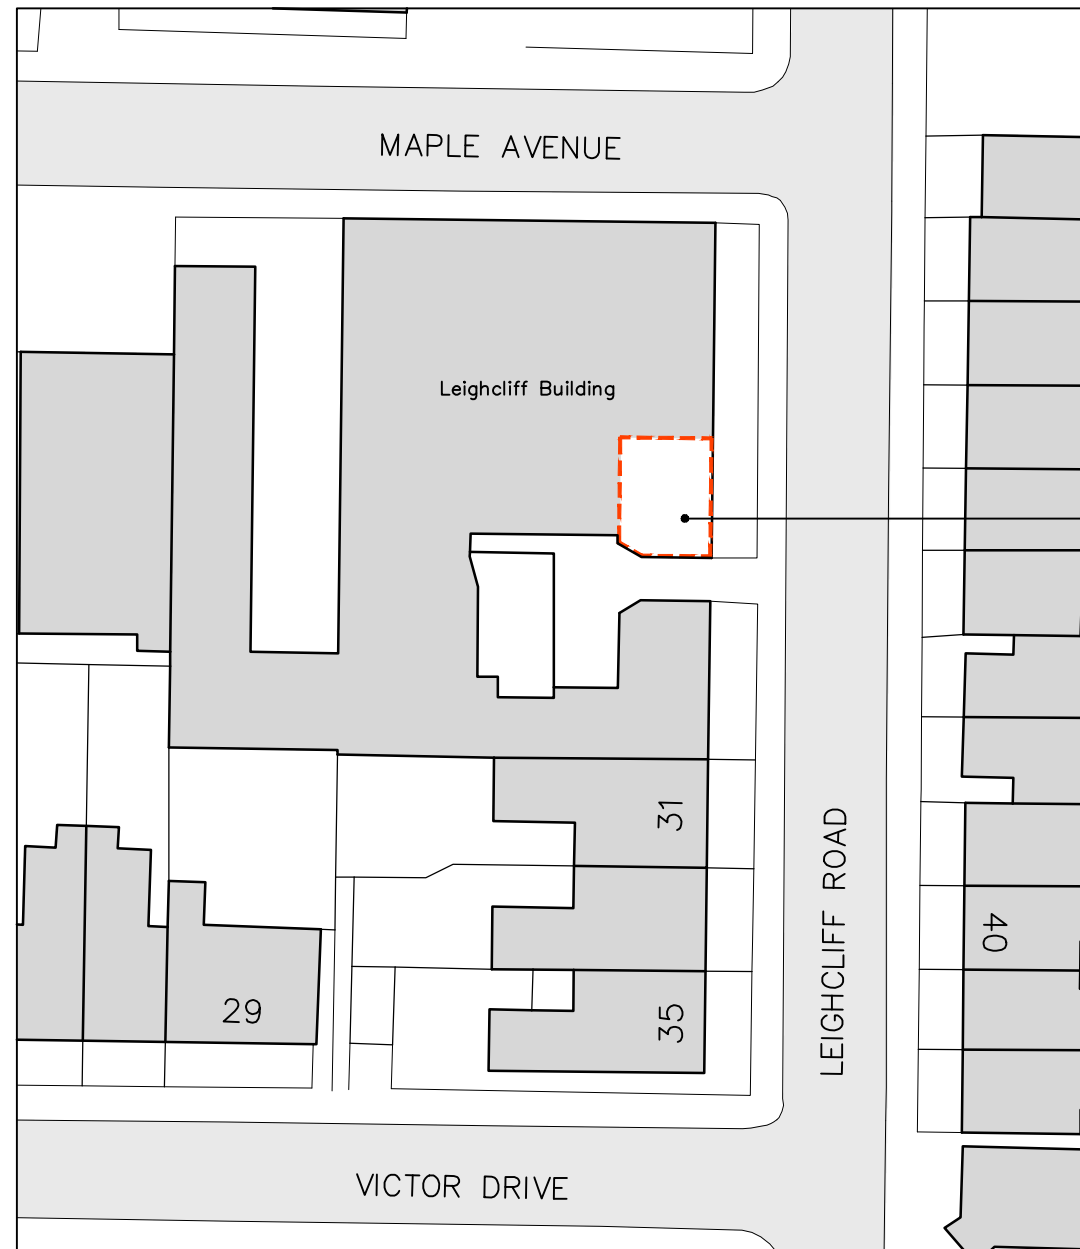 MAPLE AVENUE
Leighcliff Building
31
LEIGHCLIFF ROAD
40
29
35
VICTOR DRIVE